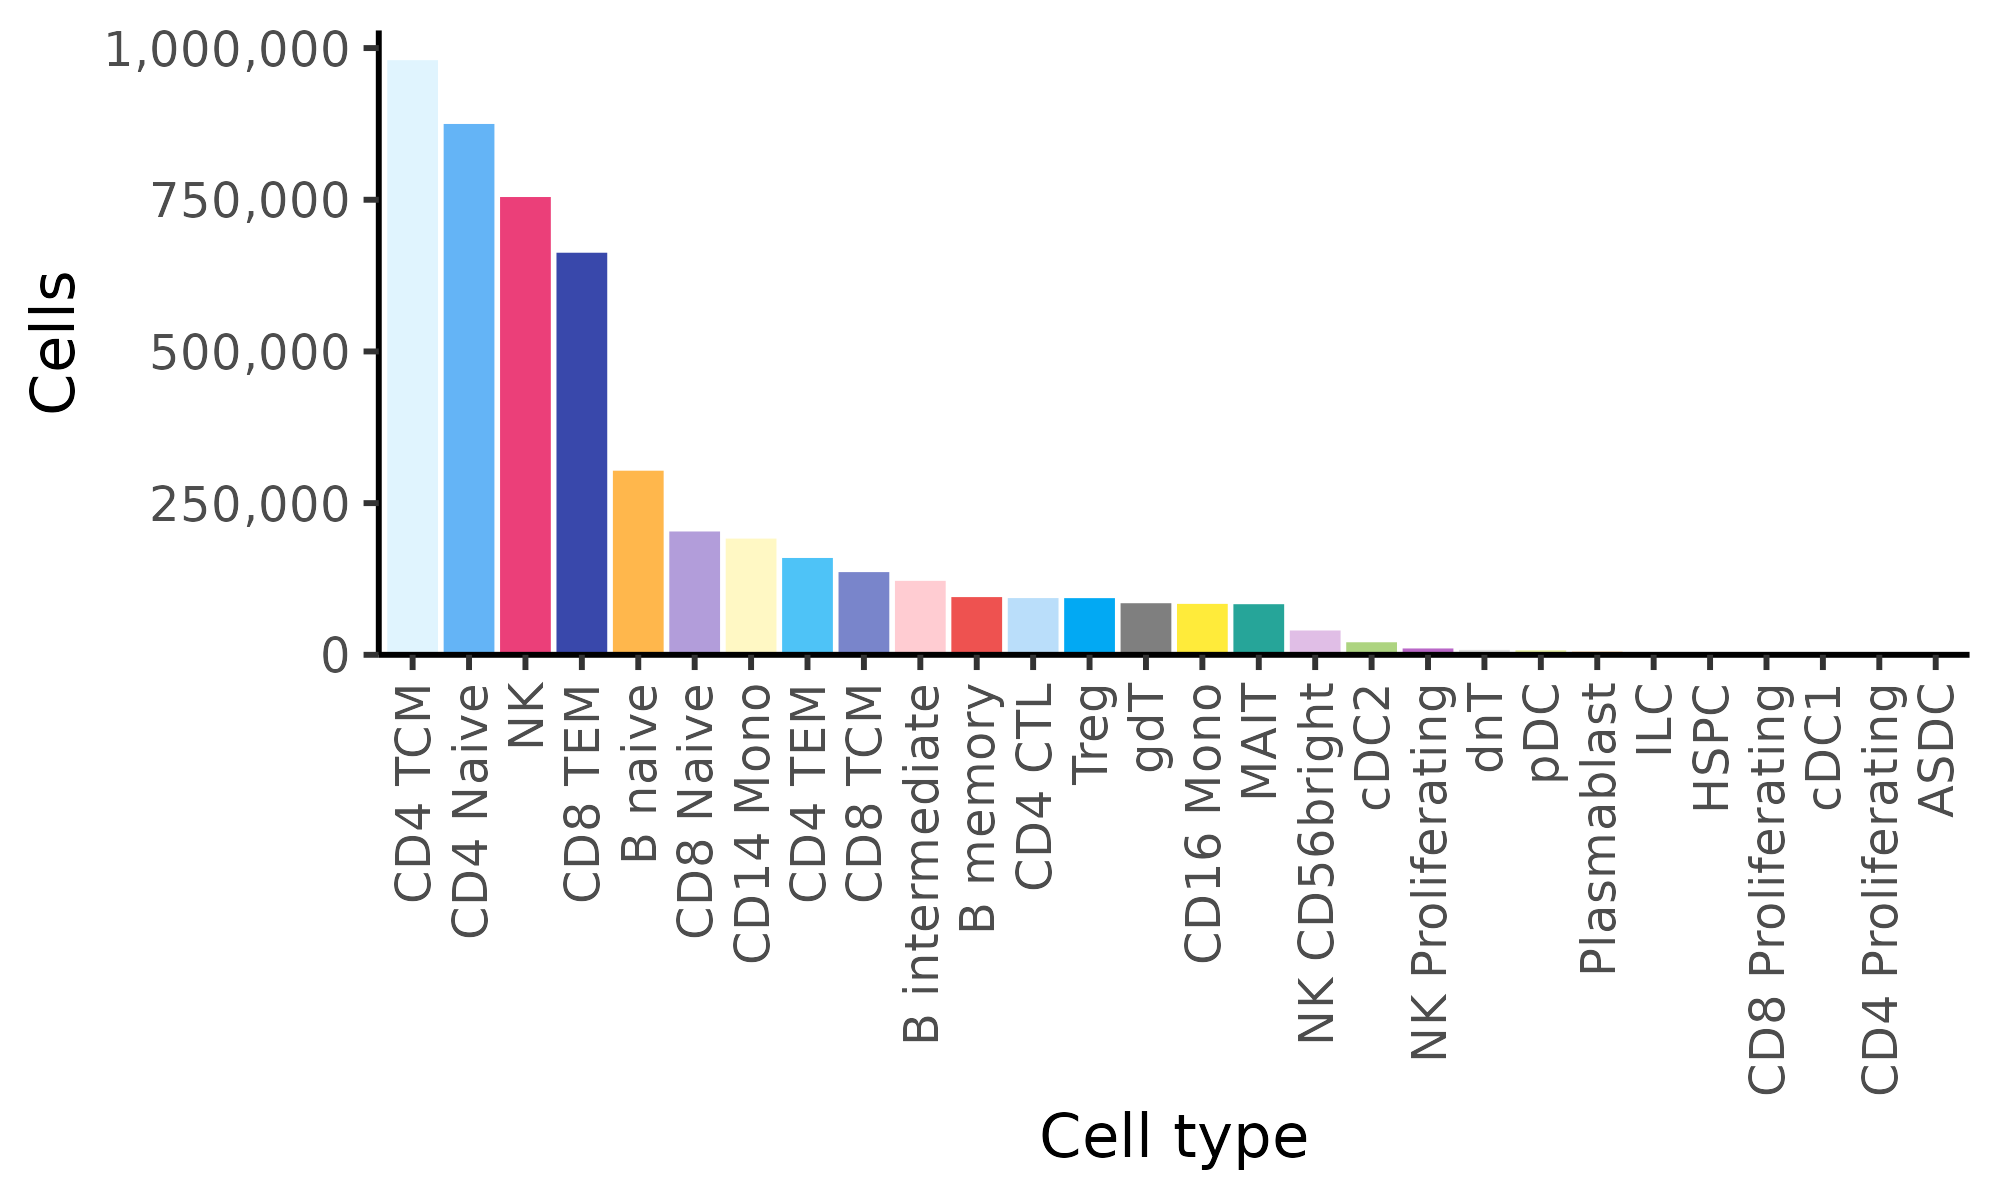 1,000,000
750,000
500,000
250,000
0
Cells
CD4 TCM
CD4 Naive
NK
CD8 TEM
B naive
CD8 Naive
CD14 Mono
CD4 TEM
CD8 TCM
B intermediate
B memory
CD4 CTL
Treg
gdT
CD16 Mono
MAIT
NK CD56bright
cDC2
NK Proliferating
dnT
pDC
Plasmablast
ILC
HSPC
CD8 Proliferating
cDC1
CD4 Proliferating
ASDC
Cell type